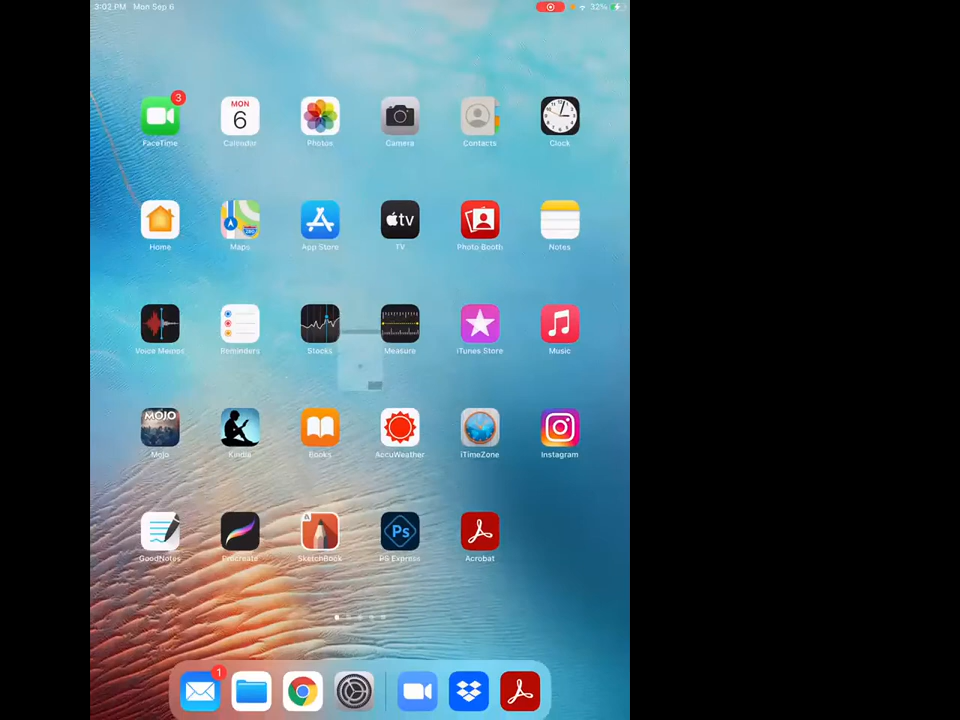 3:02 PM Mon Sep 6
32%
3
MON
6
FaceTime Calendar Photos Camera Contacts Clock
tv
Home Maps App Store TV Photo Booth Notes
Voice Memos Reminders Stocks Measure iTunes Store Music
MOJO
Mojo Kindle Books AccuWeather iTimeZone Instagram
Ps
GoodNotes Procreate SketchBook PS Express Acrobat
1